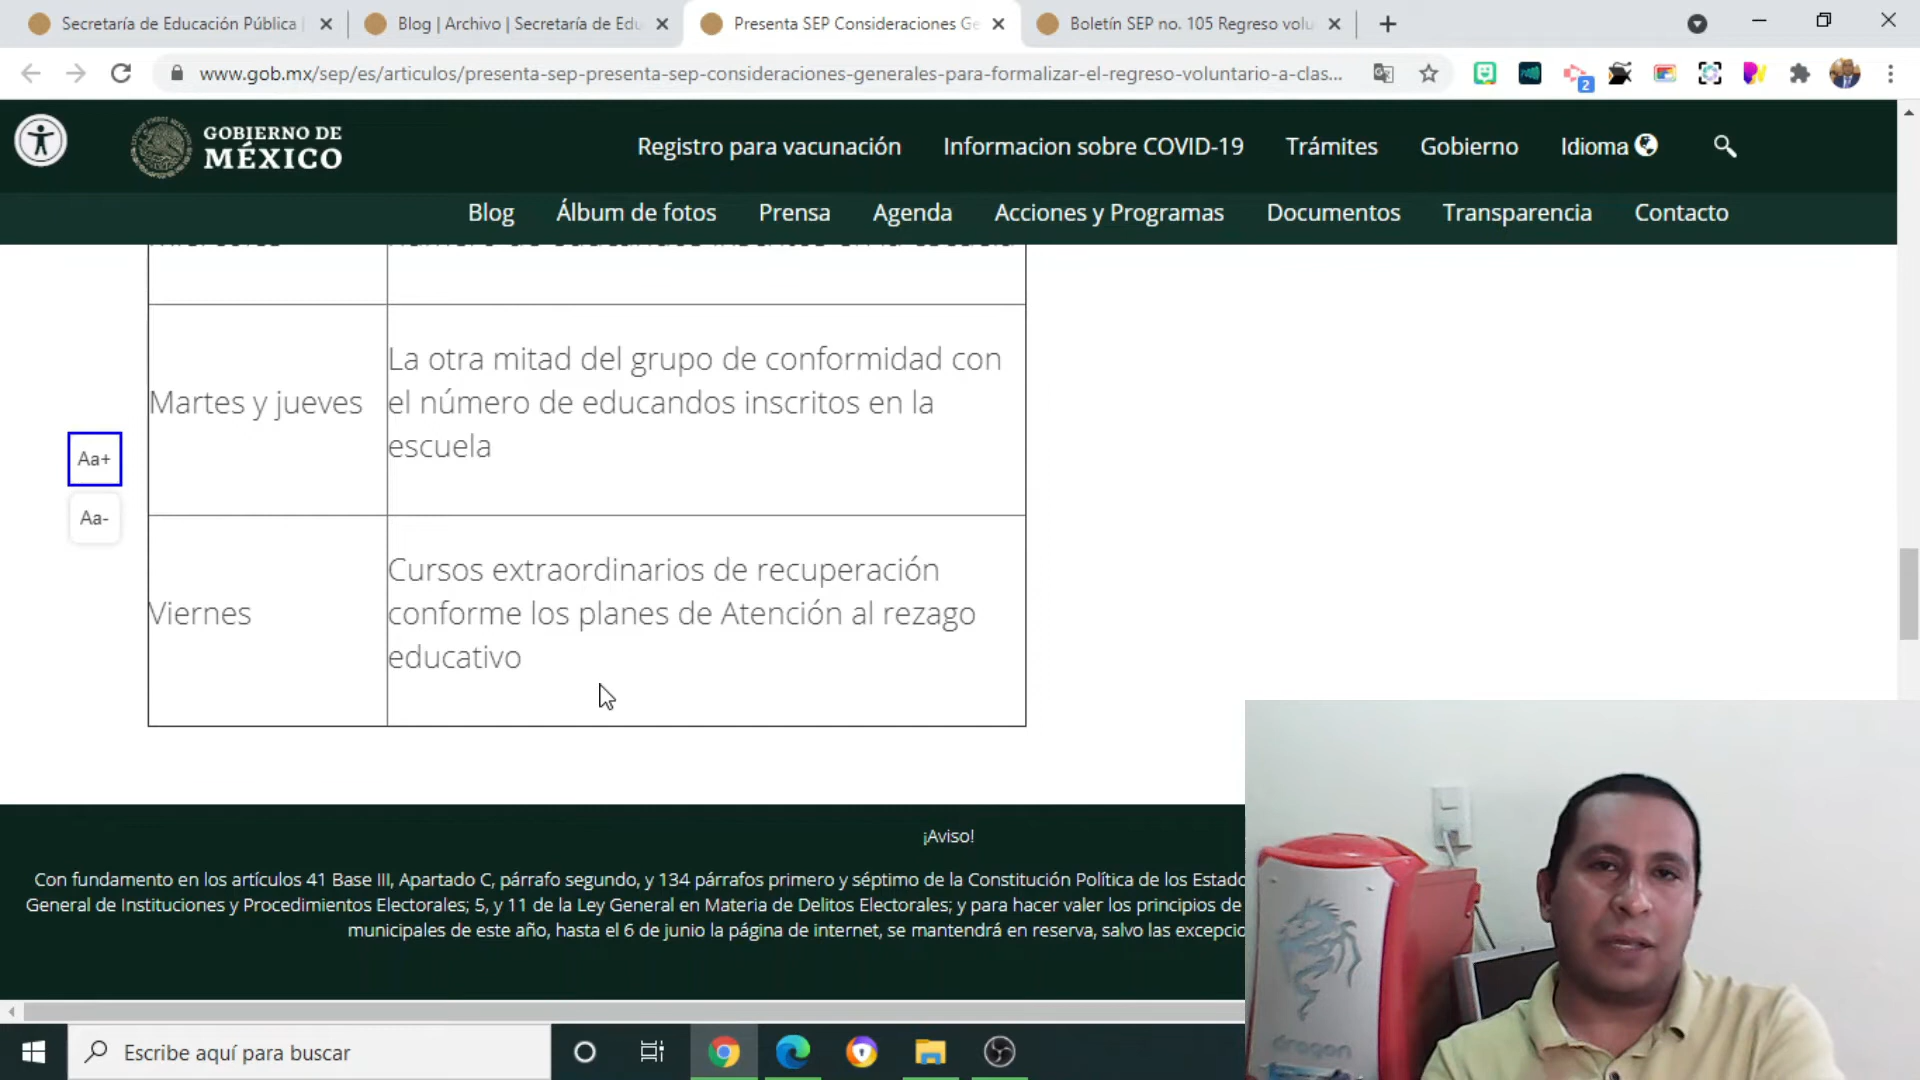 Secretaría de Educación Pública
Blog | Archivo | Secretaría de Edu
Presenta SEP Consideraciones Ge
Boletín SEP no. 105 Regreso volu
www.gob.mx/sep/es/articulos/presenta-sep-presenta-sep-consideraciones-generales-para-formalizar-el-regreso-voluntario-a-clas...
2
GOBIERNO DE
MÉXICO
Registro para vacunación
Informacion sobre COVID-19
Trámites
Gobierno
Idioma
Blog
Álbum de fotos
Prensa
Agenda
Acciones y Programas
Documentos
Transparencia
Contacto
La otra mitad del grupo de conformidad con
Martes y jueves
el número de educandos inscritos en la
escuela
Aa+
Aa-
Cursos extraordinarios de recuperación
Viernes
conforme los planes de Atención al rezago
educativo
¡Aviso!
Con fundamento en los artículos 41 Base III, Apartado C, párrafo segundo, y 134 párrafos primero y séptimo de la Constitución Política de los Estado
General de Instituciones y Procedimientos Electorales; 5, y 11 de la Ley General en Materia de Delitos Electorales; y para hacer valer los principios de
municipales de este año, hasta el 6 de junio la página de internet, se mantendrá en reserva, salvo las excepcio
dragon
Escribe aquí para buscar